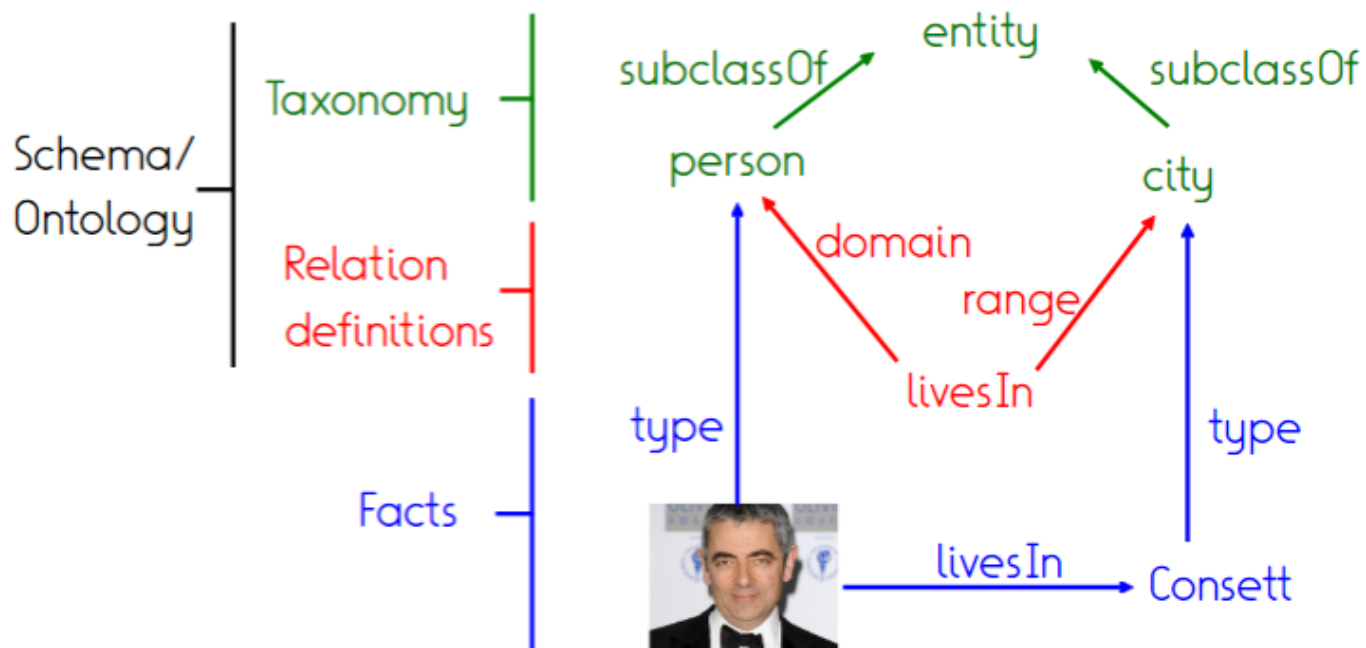 entity
subclassOf
subclassOf
Taxonomy
Schema/
Ontology
person
city
domain
Relation
definitions
range
livesIn
type
type
Facts
livesIn
Consett